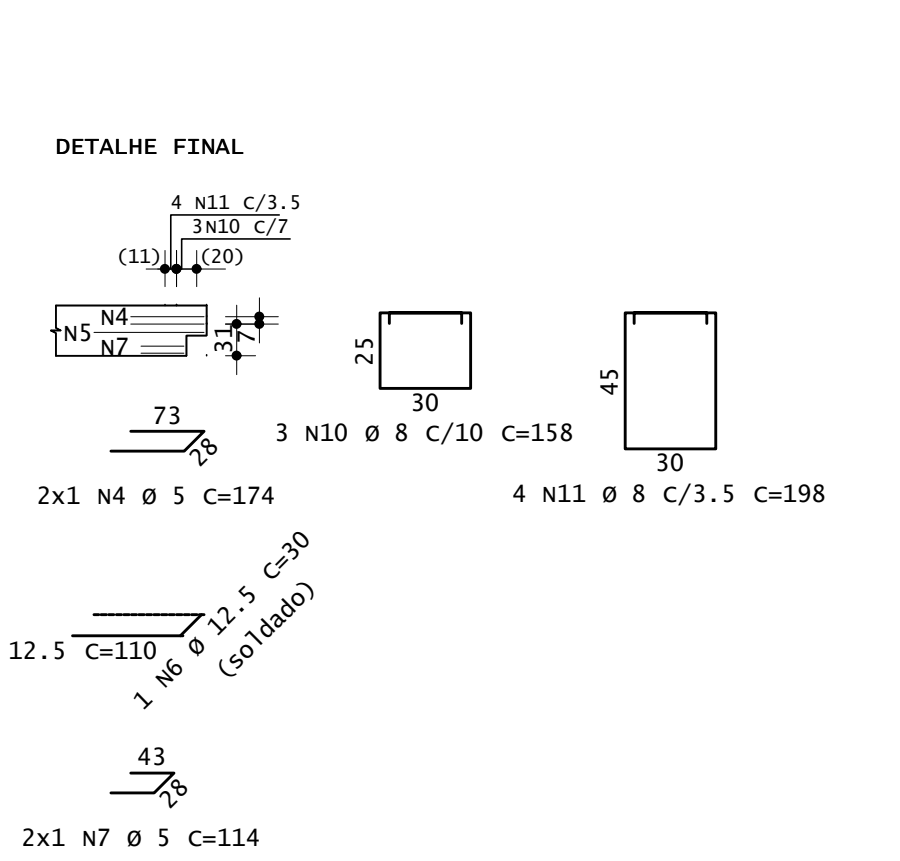 DETALHE FINAL
4 N11 C/3.5
3N10 C/7
(11)
(20)
N4
N5
N7
31
7
25
30
3 N10 Ø 8 C/10 C=158
45
30
4 N11 Ø 8 C/3.5 C=198
73
28
2x1 N4 Ø 5 C=174
12.5 C=110
1 N6 Ø 12.5 C=30
(soldado)
43
28
2x1 N7 Ø 5 C=114